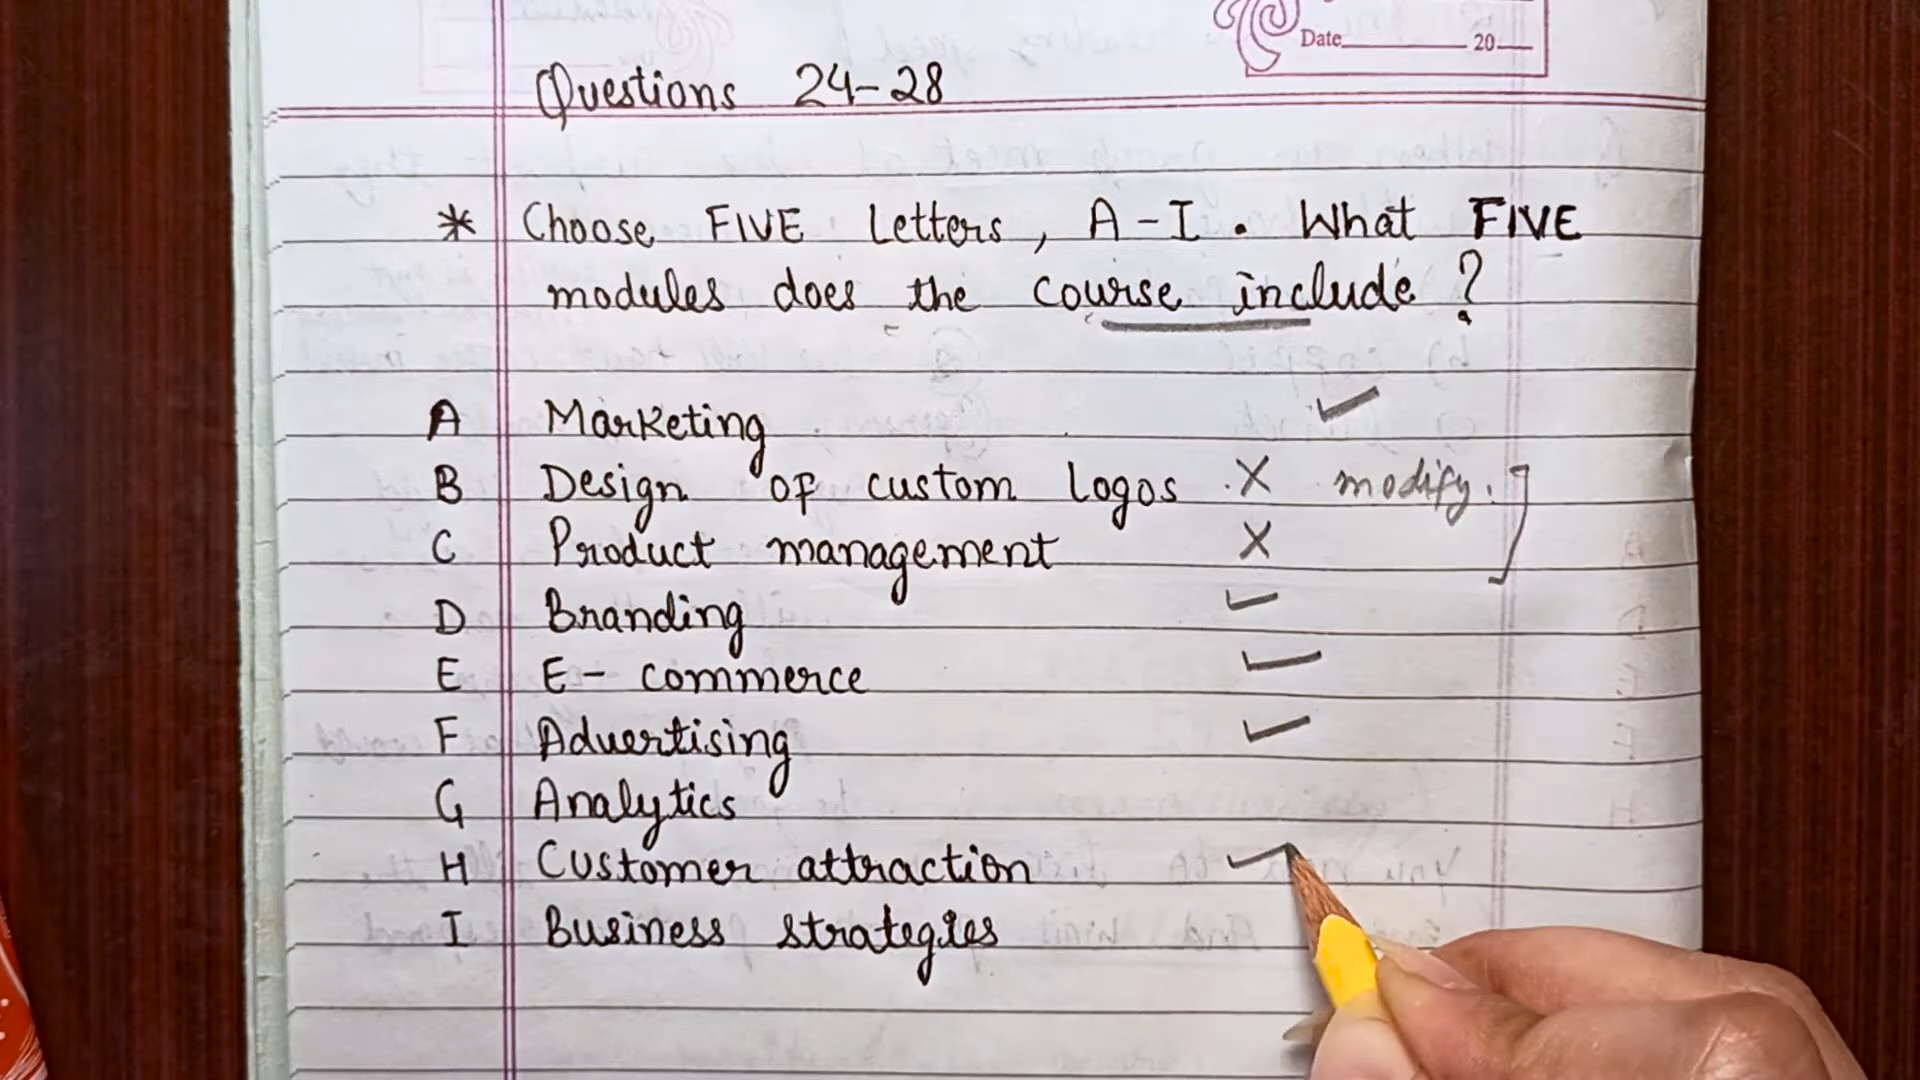 Date 20
Questions 24-28
* Choose FIVE Letters, A-I. What FIVE
modules does the course include ?
A Marketing ✓
B Design OF custom logos X modify.
C Product management X
D Branding ✓
E E-commerce ✓
F Advertising ✓
G Analytics
H Customer attraction ✓
I Business strategies